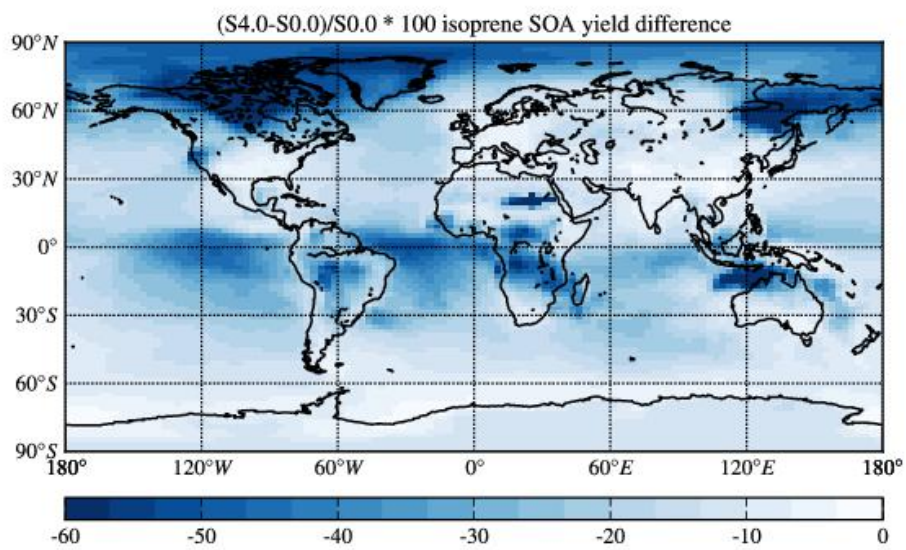 (S4.0-S0.0)/S0.0 * 100 isoprene SOA yield difference
90°N
60°N
30°N
0°
30°S
60°S
90°S
180° 120°W 60°W 0° 60°E 120°E 180°
-60 -50 -40 -30 -20 -10 0